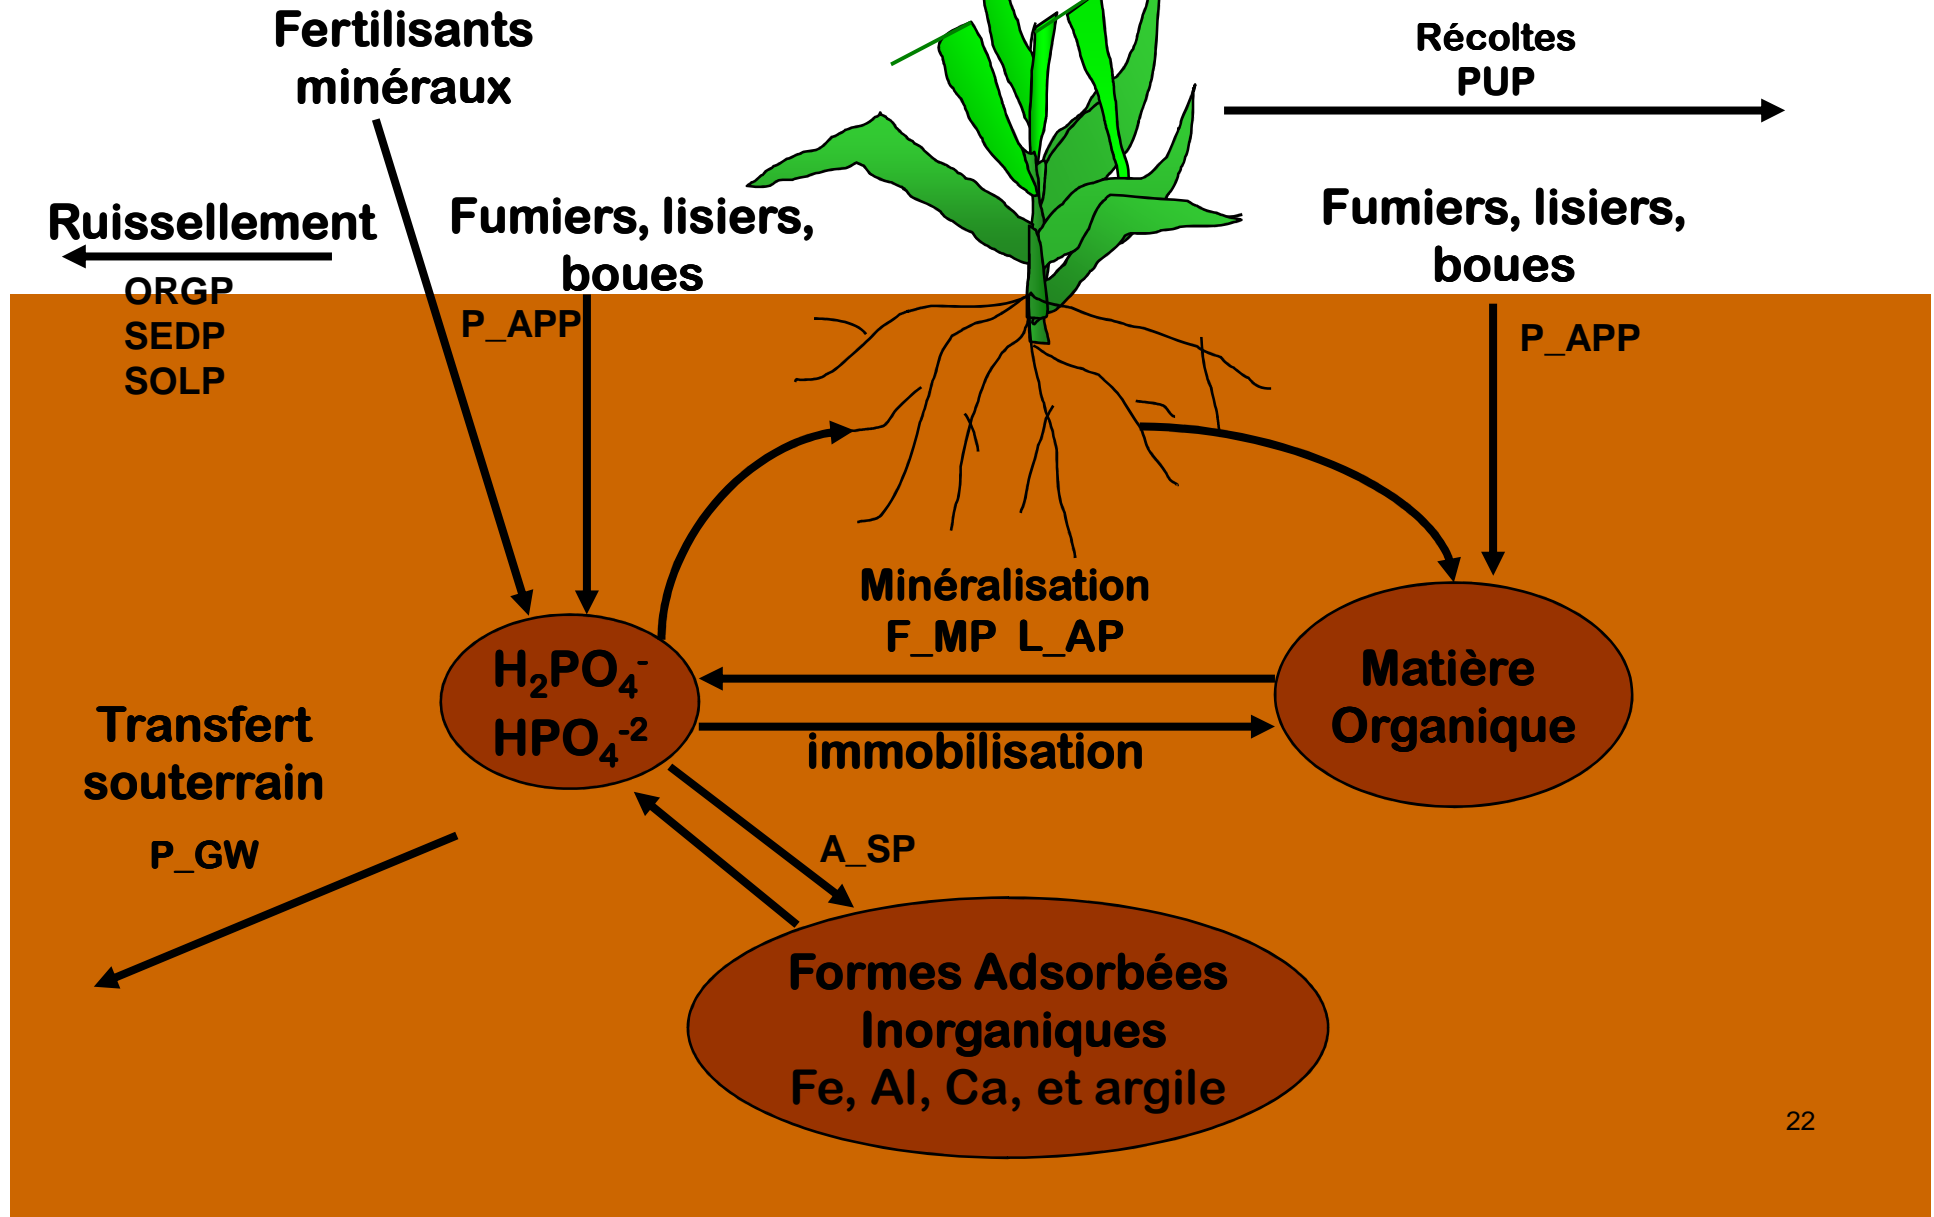 Fertilisants
minéraux
Récoltes
PUP
Ruissellement
ORGP
SEDP
SOLP
Fumiers, lisiers,
boues
P_APP
Fumiers, lisiers,
boues
P_APP
Minéralisation
F_MP L_AP
immobilisation
H₂PO₄⁻
HPO₄⁻²
Matière
Organique
Transfert
souterrain
P_GW
A_SP
Formes Adsorbées
Inorganiques
Fe, Al, Ca, et argile
22